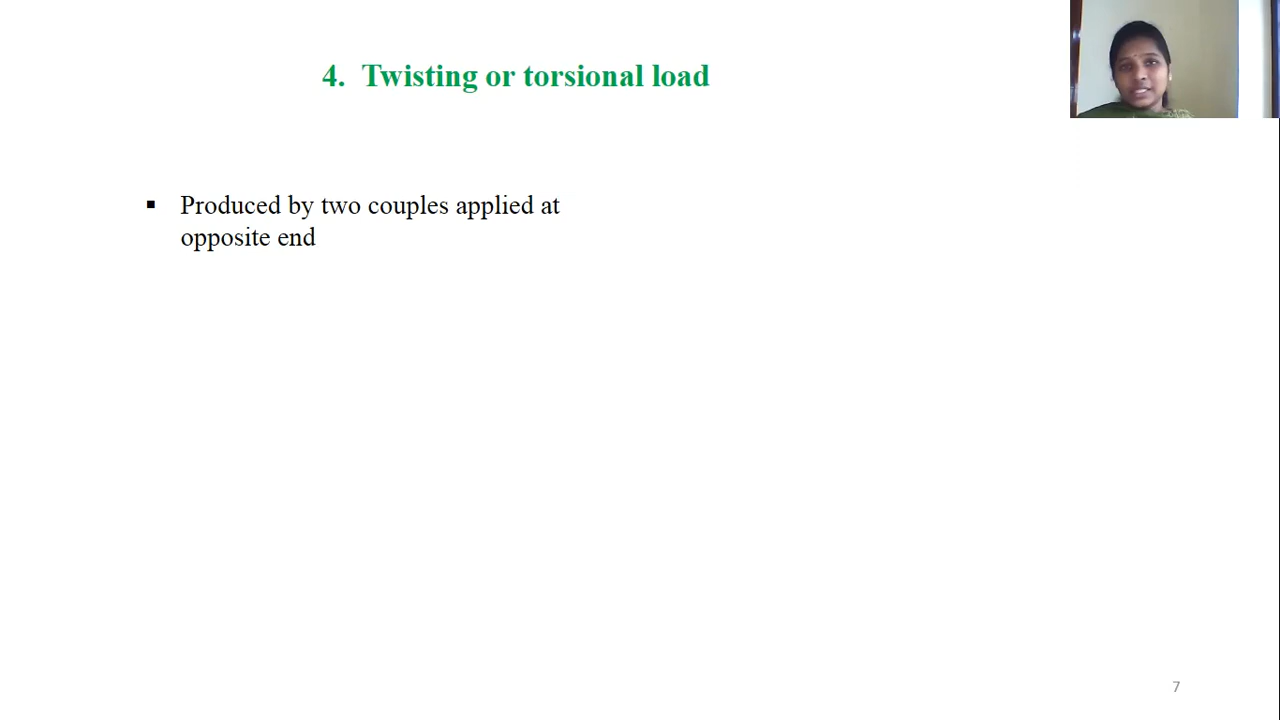 4. Twisting or torsional load
▪ Produced by two couples applied at
opposite end
7